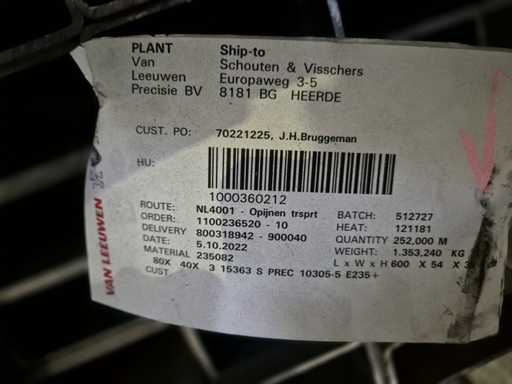 PLANT Ship-to
Van Schouten & Visschers
Leeuwen Europaweg 3-5
Precisie BV 8181 BG HEERDE
CUST. PO: 70221225, J.H.Bruggeman
HU:
1000360212
ROUTE: NL4001 - Opijnen trsprt BATCH: 512727
ORDER: 1100236520 - 10 HEAT: 121181
DELIVERY 800318942 - 900040 QUANTITY 252,000 M
DATE: 5.10.2022 WEIGHT: 1.353,240 KG
MATERIAL 235082 L x W x H 600 X 54 X
80X 40X 3 15363 S PREC 10305-5 E235+
CUST
VAN LEEUWEN